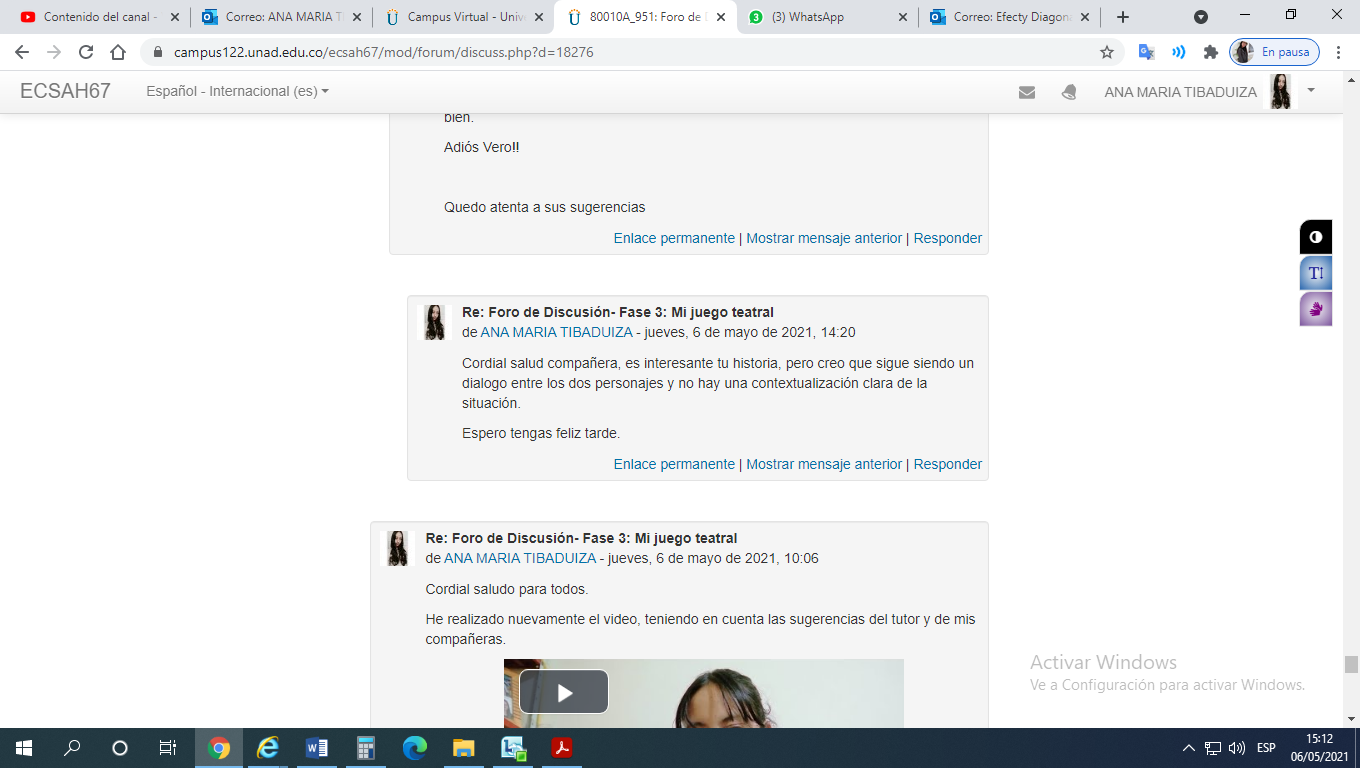 Contenido del canal -
Correo: ANA MARIA T
Campus Virtual - Univ
80010A_951: Foro de
(3) WhatsApp
Correo: Efecty Diagona
campus122.unad.edu.co/ecsah67/mod/forum/discuss.php?d=18276
En pausa
ECSAH67
Español - Internacional (es)
ANA MARIA TIBADUIZA
bien.
Adiós Vero!!
Quedo atenta a sus sugerencias
Enlace permanente | Mostrar mensaje anterior | Responder
Re: Foro de Discusión- Fase 3: Mi juego teatral
de ANA MARIA TIBADUIZA - jueves, 6 de mayo de 2021, 14:20
Cordial salud compañera, es interesante tu historia, pero creo que sigue siendo un
dialogo entre los dos personajes y no hay una contextualización clara de la
situación.
Espero tengas feliz tarde.
Enlace permanente | Mostrar mensaje anterior | Responder
Re: Foro de Discusión- Fase 3: Mi juego teatral
de ANA MARIA TIBADUIZA - jueves, 6 de mayo de 2021, 10:06
Cordial saludo para todos.
He realizado nuevamente el video, teniendo en cuenta las sugerencias del tutor y de mis
compañeras.
Activar Windows
Ve a Configuración para activar Windows.
ESP
15:12
06/05/2021